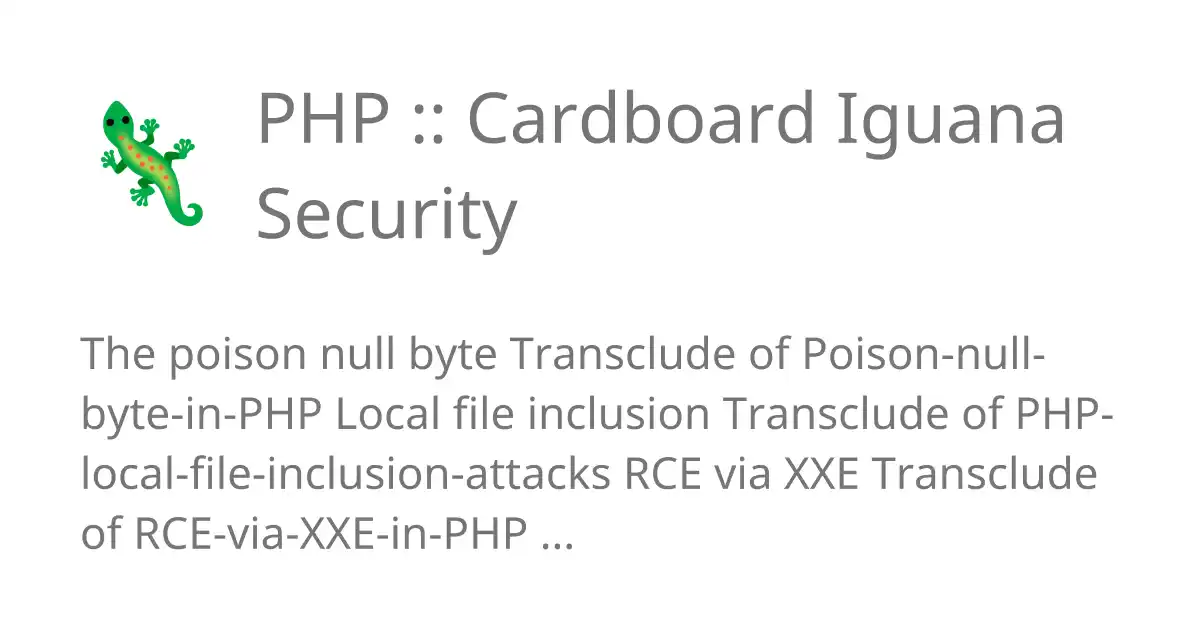 PHP :: Cardboard Iguana
Security
The poison null byte Transclude of Poison-null-
byte-in-PHP Local file inclusion Transclude of PHP-
local-file-inclusion-attacks RCE via XXE Transclude
of RCE-via-XXE-in-PHP ...